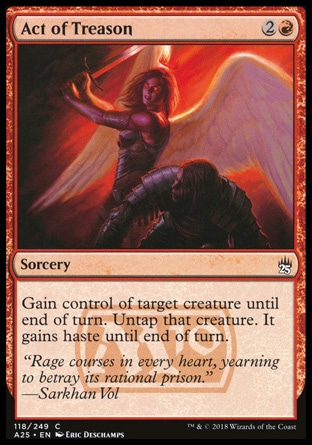 Act of Treason 2
Sorcery
25
Gain control of target creature until
end of turn. Untap that creature. It
gains haste until end of turn.
"Rage courses in every heart, yearning
to betray its rational prison."
—Sarkhan Vol
118/249 C
A25 • EN Eric Deschamps
™ & © 2018 Wizards of the Coast